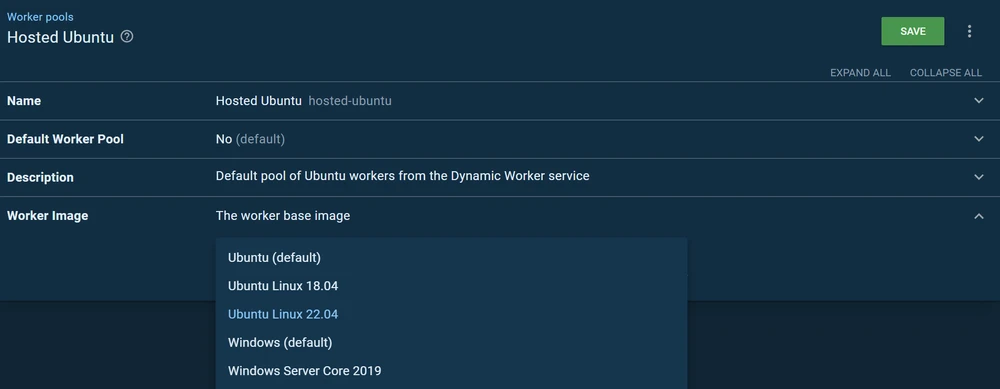 Worker pools
Hosted Ubuntu
SAVE
EXPAND ALL COLLAPSE ALL
Name Hosted Ubuntu hosted-ubuntu
Default Worker Pool No (default)
Description Default pool of Ubuntu workers from the Dynamic Worker service
Worker Image The worker base image
Ubuntu (default)
Ubuntu Linux 18.04
Ubuntu Linux 22.04
Windows (default)
Windows Server Core 2019